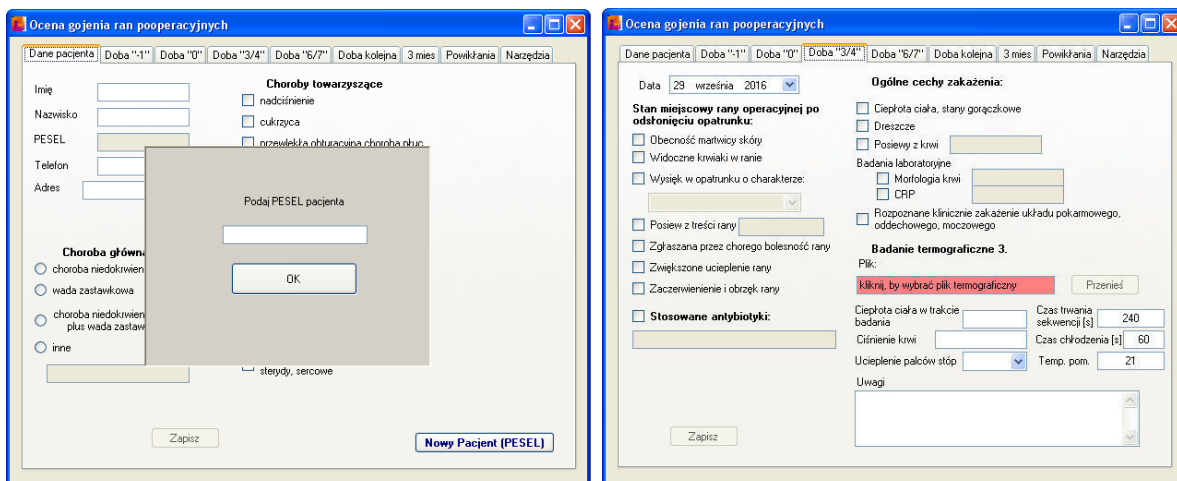 Ocena gojenia ran pooperacyjnych
Dane pacjenta Doba "-1" Doba "0" Doba "3/4" Doba "6/7" Doba kolejna 3 mies Powikłania Narzędzia
Imię
Nazwisko
PESEL
Telefon
Adres
Choroby towarzyszące
nadciśnienie
cukrzyca
przewlekła obturacyjna choroba płuc
Podaj PESEL pacjenta
OK
Choroba główna
choroba niedokrwien
wada zastawkowa
choroba niedokrwien
plus wada zastaw
inne
sterydy, sercowe
Zapisz
Nowy Pacjent (PESEL)
Ocena gojenia ran pooperacyjnych
Dane pacjenta Doba "-1" Doba "0" Doba "3/4" Doba "6/7" Doba kolejna 3 mies Powikłania Narzędzia
Data 29 września 2016
Stan miejscowy rany operacyjnej po
odsłonięciu opatrunku:
Obecność martwicy skóry
Widoczne krwiaki w ranie
Wysięk w opatrunku o charakterze:
Posiew z treści rany
Zgłaszana przez chorego bolesność rany
Zwiększone ucieplenie rany
Zaczerwienienie i obrzęk rany
Stosowane antybiotyki:
Zapisz
Ogólne cechy zakażenia:
Ciepłota ciała, stany gorączkowe
Dreszcze
Posiewy z krwi
Badania laboratoryjne
Morfologia krwi
CRP
Rozpoznane klinicznie zakażenie układu pokarmowego,
oddechowego, moczowego
Badanie termograficzne 3.
Plik:
kliknij, by wybrać plik termograficzny Przenieś
Ciepłota ciała w trakcie
badania
Czas trwania
sekwencji [s] 240
Ciśnienie krwi Czas chłodzenia [s] 60
Ucieplenie palców stóp Temp. pom. 21
Uwagi